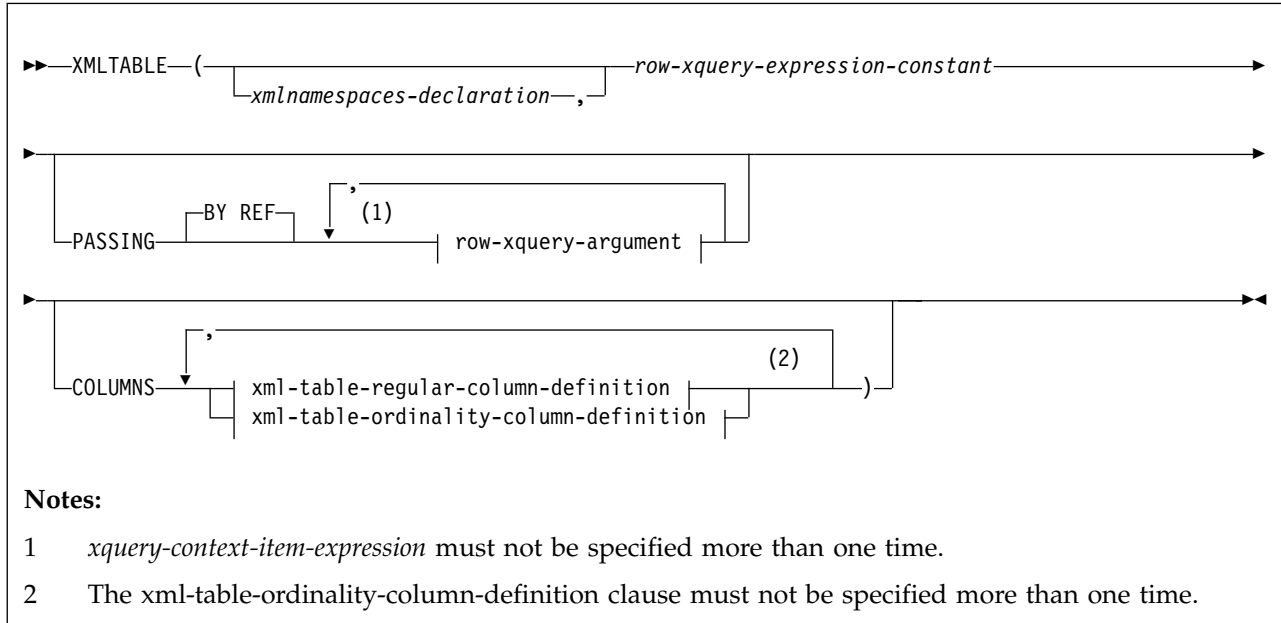 XMLTABLE ( row-xquery-expression-constant
xmlnamespaces-declaration ,
,
BY REF (1)
PASSING row-xquery-argument
,
(2)
COLUMNS xml-table-regular-column-definition )
xml-table-ordinality-column-definition
Notes:
1 xquery-context-item-expression must not be specified more than one time.
2 The xml-table-ordinality-column-definition clause must not be specified more than one time.